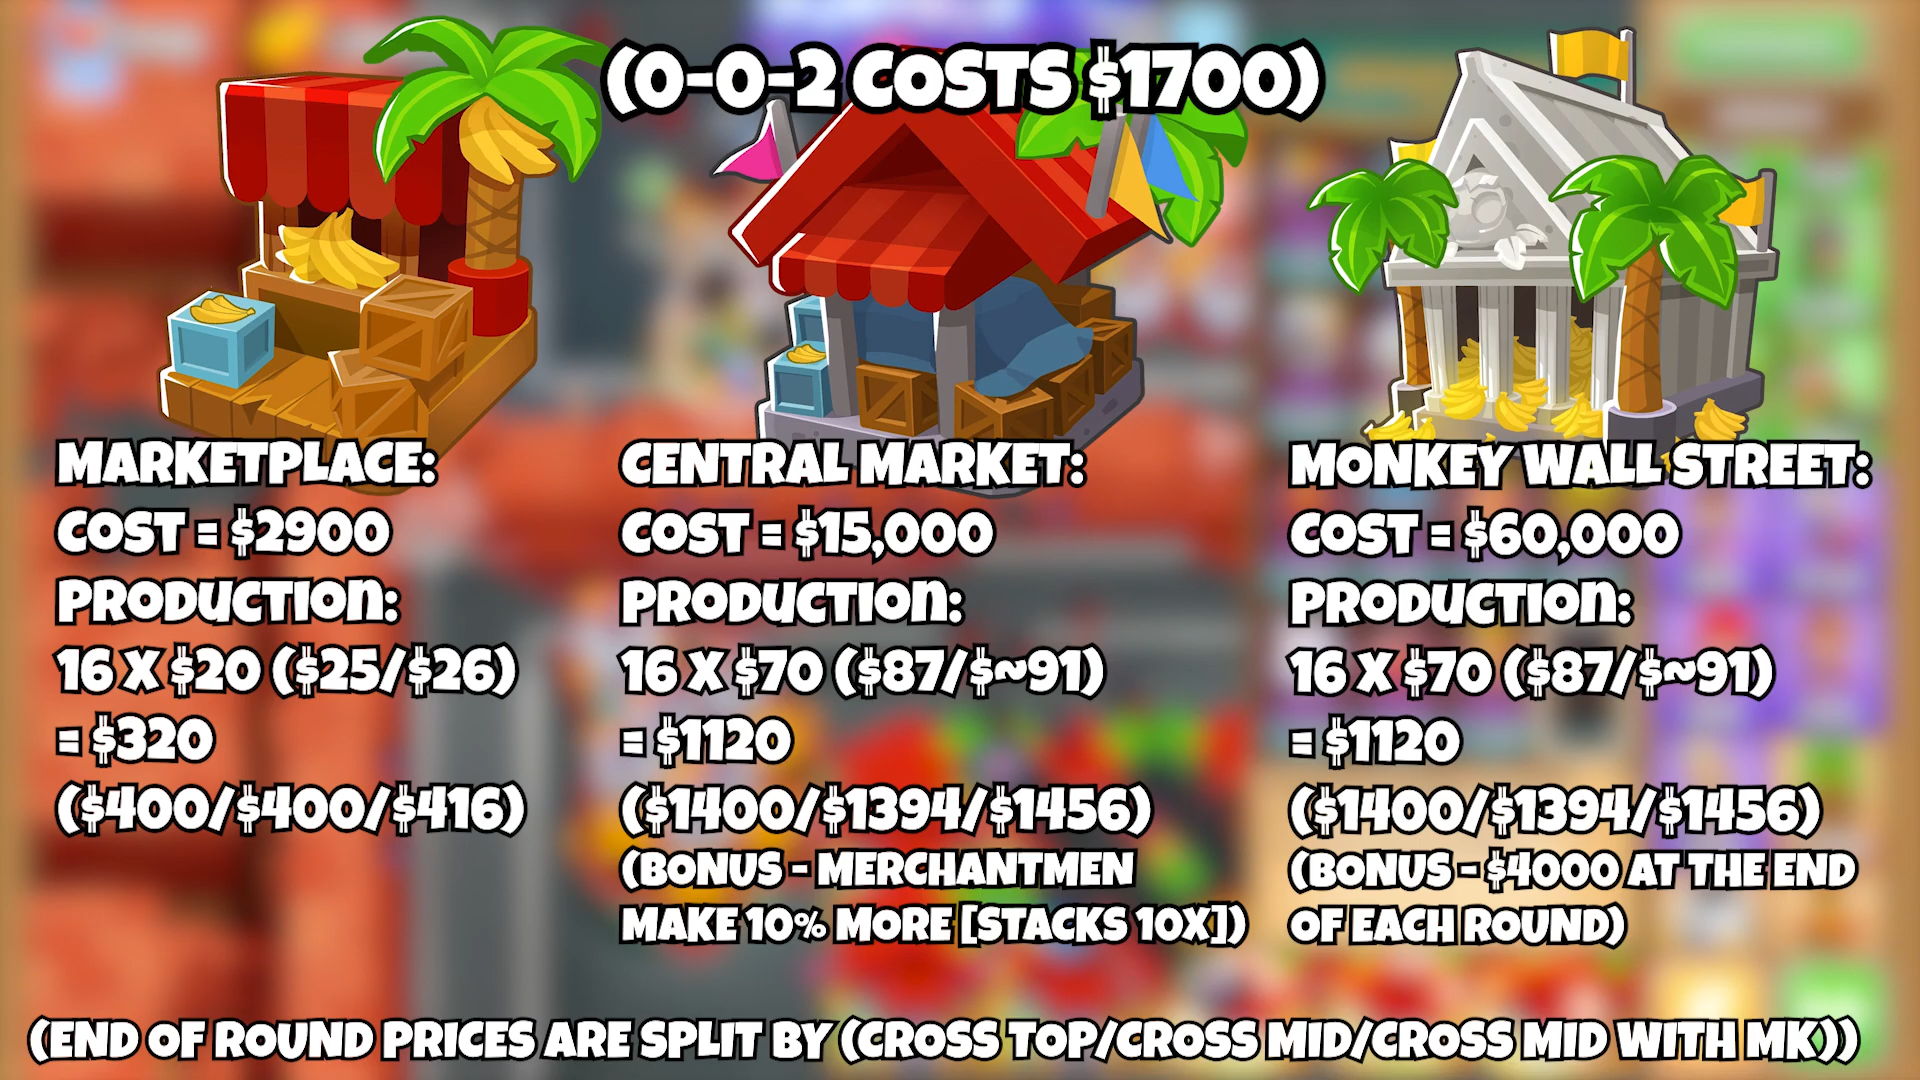 (0-0-2 COSTS $1700)
MARKETPLACE:
COST = $2900
PRODUCTION:
16 X $20 ($25/$26)
= $320
($400/$400/$416)
CENTRAL MARKET:
COST = $15,000
PRODUCTION:
16 X $70 ($87/$~91)
= $1120
($1400/$1394/$1456)
(BONUS - MERCHANTMEN
MAKE 10% MORE [STACKS 10X])
MONKEY WALL STREET:
COST = $60,000
PRODUCTION:
16 X $70 ($87/$~91)
= $1120
($1400/$1394/$1456)
(BONUS - $4000 AT THE END
OF EACH ROUND)
(END OF ROUND PRICES ARE SPLIT BY (CROSS TOP/CROSS MID/CROSS MID WITH MK))